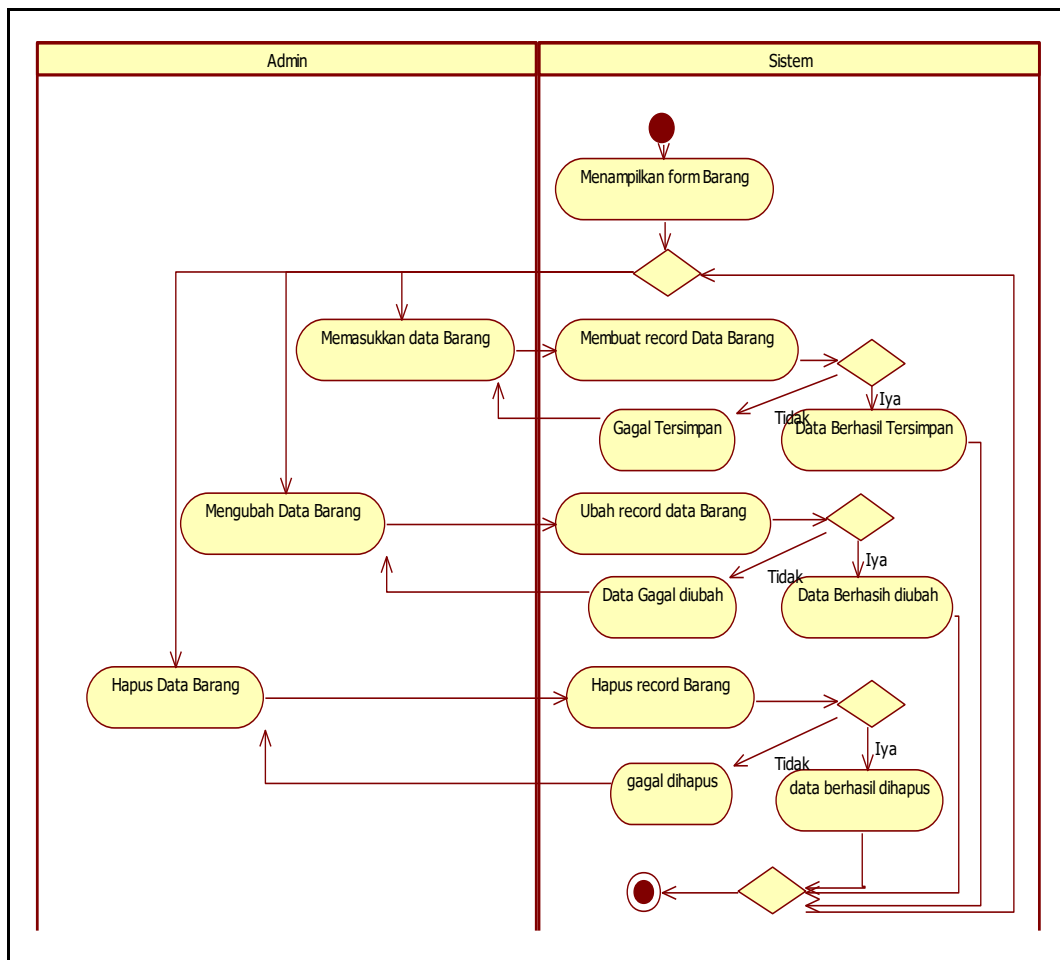 Admin
Sistem
Menampilkan form Barang
Memasukkan data Barang
Membuat record Data Barang
Iya
Tidak
Gagal Tersimpan
Data Berhasil Tersimpan
Mengubah Data Barang
Ubah record data Barang
Iya
Tidak
Data Gagal diubah
Data Berhasih diubah
Hapus Data Barang
Hapus record Barang
Iya
Tidak
gagal dihapus
data berhasil dihapus